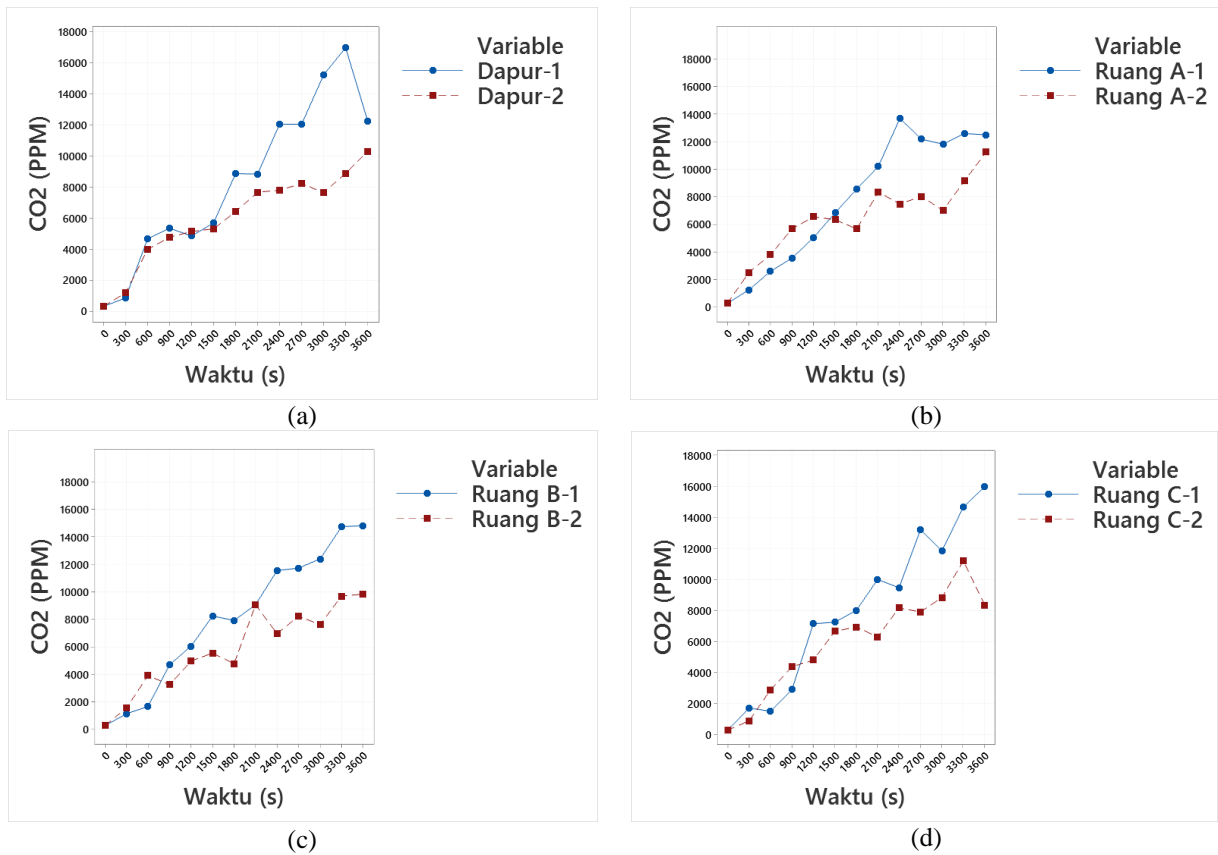 CO2 (PPM)
18000
16000
14000
12000
10000
8000
6000
4000
2000
0
0 300 600 900 1200 1500 1800 2100 2400 2700 3000 3300 3600
Waktu (s)
Variable
Dapur-1
Dapur-2
(a)
CO2 (PPM)
18000
16000
14000
12000
10000
8000
6000
4000
2000
0
0 300 600 900 1200 1500 1800 2100 2400 2700 3000 3300 3600
Waktu (s)
Variable
Ruang A-1
Ruang A-2
(b)
CO2 (PPM)
18000
16000
14000
12000
10000
8000
6000
4000
2000
0
0 300 600 900 1200 1500 1800 2100 2400 2700 3000 3300 3600
Waktu (s)
Variable
Ruang B-1
Ruang B-2
(c)
CO2 (PPM)
18000
16000
14000
12000
10000
8000
6000
4000
2000
0
0 300 600 900 1200 1500 1800 2100 2400 2700 3000 3300 3600
Waktu (s)
Variable
Ruang C-1
Ruang C-2
(d)